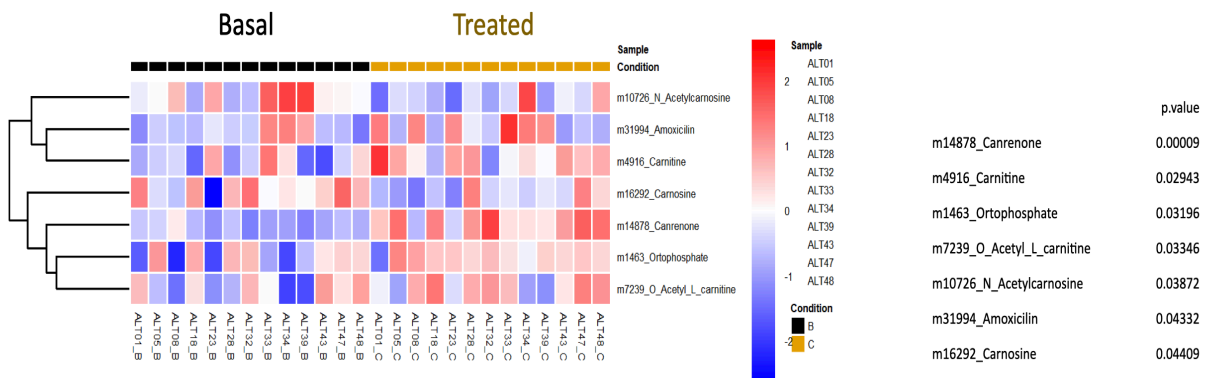 Basal
Treated
Sample
Condition
m10726_N_Acetylcarnosine
m31994_Amoxicilin
m4916_Carnitine
m16292_Carnosine
m14878_Canrenone
m1463_Ortophosphate
m7239_O_Acetyl_L_carnitine
ALT01_B
ALT05_B
ALT08_B
ALT18_B
ALT23_B
ALT28_B
ALT32_B
ALT33_B
ALT34_B
ALT39_B
ALT43_B
ALT47_B
ALT48_B
ALT01_C
ALT05_C
ALT08_C
ALT18_C
ALT23_C
ALT28_C
ALT32_C
ALT33_C
ALT34_C
ALT39_C
ALT43_C
ALT47_C
ALT48_C
2
1
0
-1
-2
Sample
ALT01
ALT05
ALT08
ALT18
ALT23
ALT28
ALT32
ALT33
ALT34
ALT39
ALT43
ALT47
ALT48
Condition
B
C
p.value
m14878_Canrenone 0.00009
m4916_Carnitine 0.02943
m1463_Ortophosphate 0.03196
m7239_O_Acetyl_L_carnitine 0.03346
m10726_N_Acetylcarnosine 0.03872
m31994_Amoxicilin 0.04332
m16292_Carnosine 0.04409